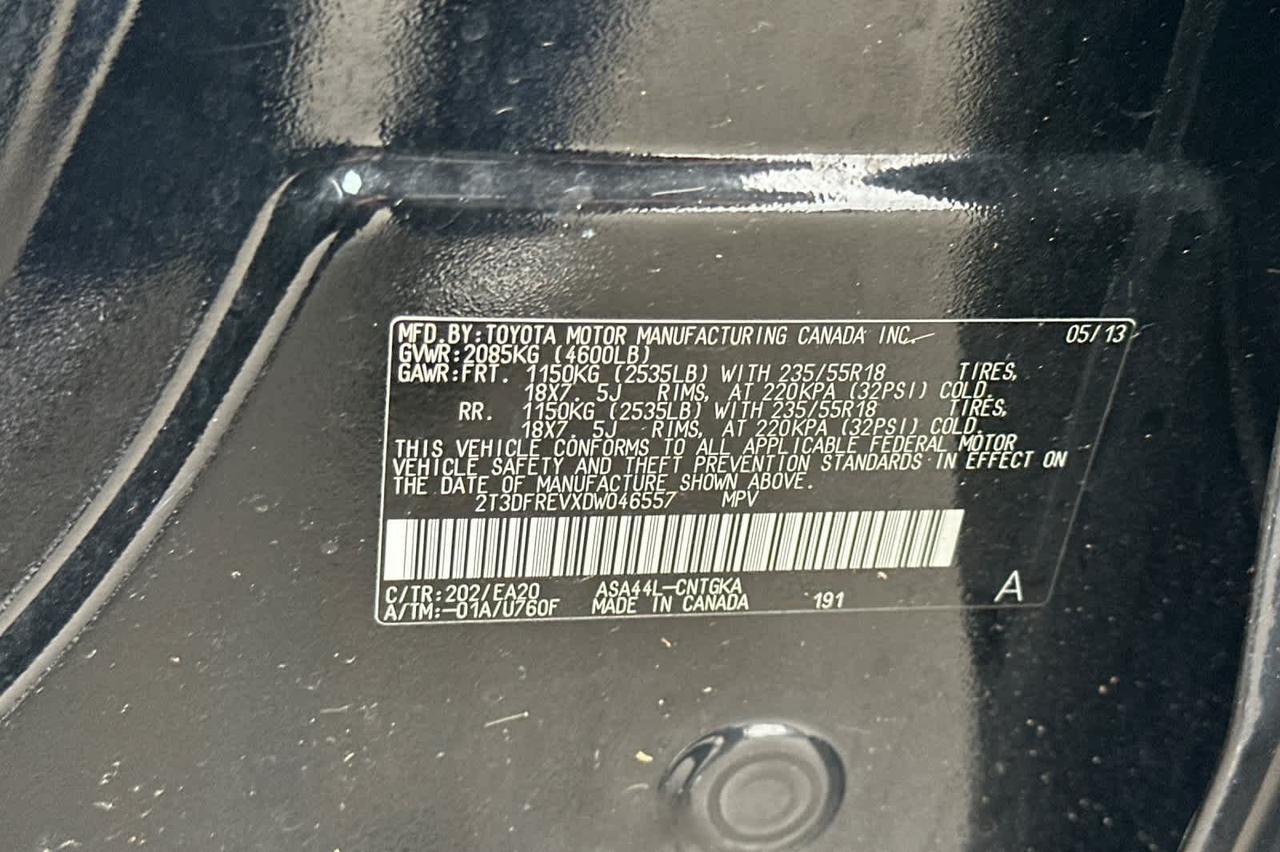 MFD.BY:TOYOTA MOTOR MANUFACTURING CANADA INC. 05/13
GVWR:2085KG (4600LB)
GAWR:FRT. 1150KG (2535LB) WITH 235/55R18 TIRES,
18X7. 5J RIMS, AT 220KPA (32PSI) COLD.
RR. 1150KG (2535LB) WITH 235/55R18 TIRES,
18X7. 5J RIMS, AT 220KPA (32PSI) COLD.
THIS VEHICLE CONFORMS TO ALL APPLICABLE FEDERAL MOTOR
VEHICLE SAFETY AND THEFT PREVENTION STANDARDS IN EFFECT ON
THE DATE OF MANUFACTURE SHOWN ABOVE.
2T3DFREVXDW046557 MPV
C/TR:202/EA20 ASA44L-CNTGKA
A/TM:-01A/U760F MADE IN CANADA 191 A